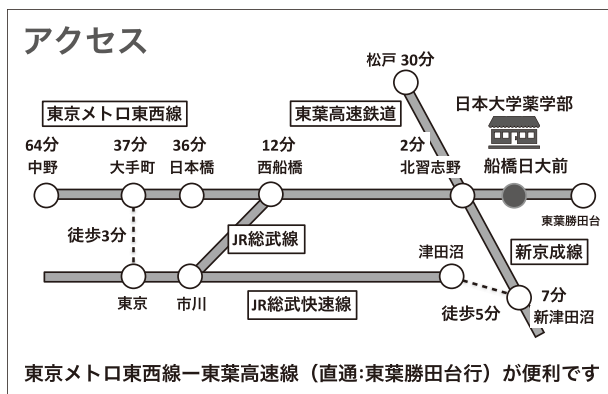 アクセス
松戸 30分
東京メトロ東西線
東葉高速鉄道
日本大学薬学部
64分
中野
37分
大手町
36分
日本橋
12分
西船橋
2分
北習志野
船橋日大前
東葉勝田台
徒歩3分
JR総武線
津田沼
新京成線
東京
市川
JR総武快速線
徒歩5分
7分
新津田沼
東京メトロ東西線ー東葉高速線（直通:東葉勝田台行）が便利です